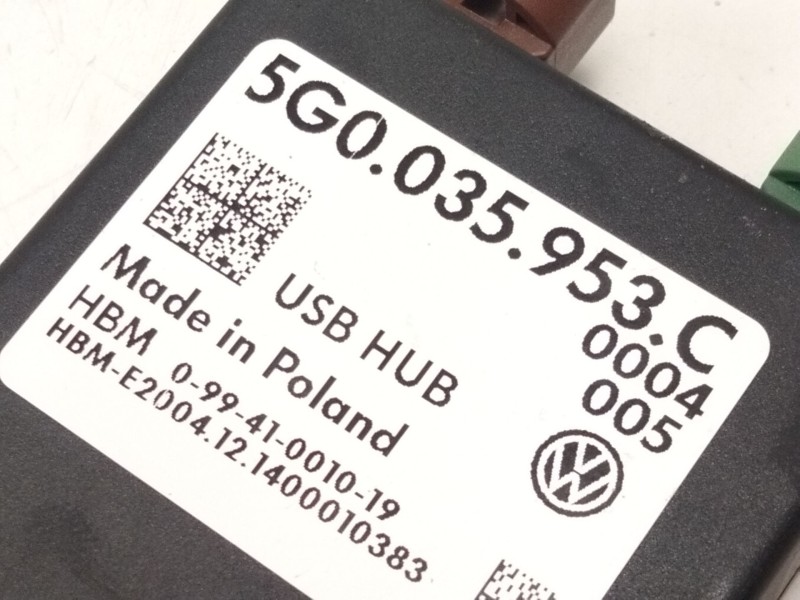 5G0.035.953.C
0004
005
USB HUB
Made in Poland
HBM 0-99-41-0010-19
HBM-E2004.12.1400010383